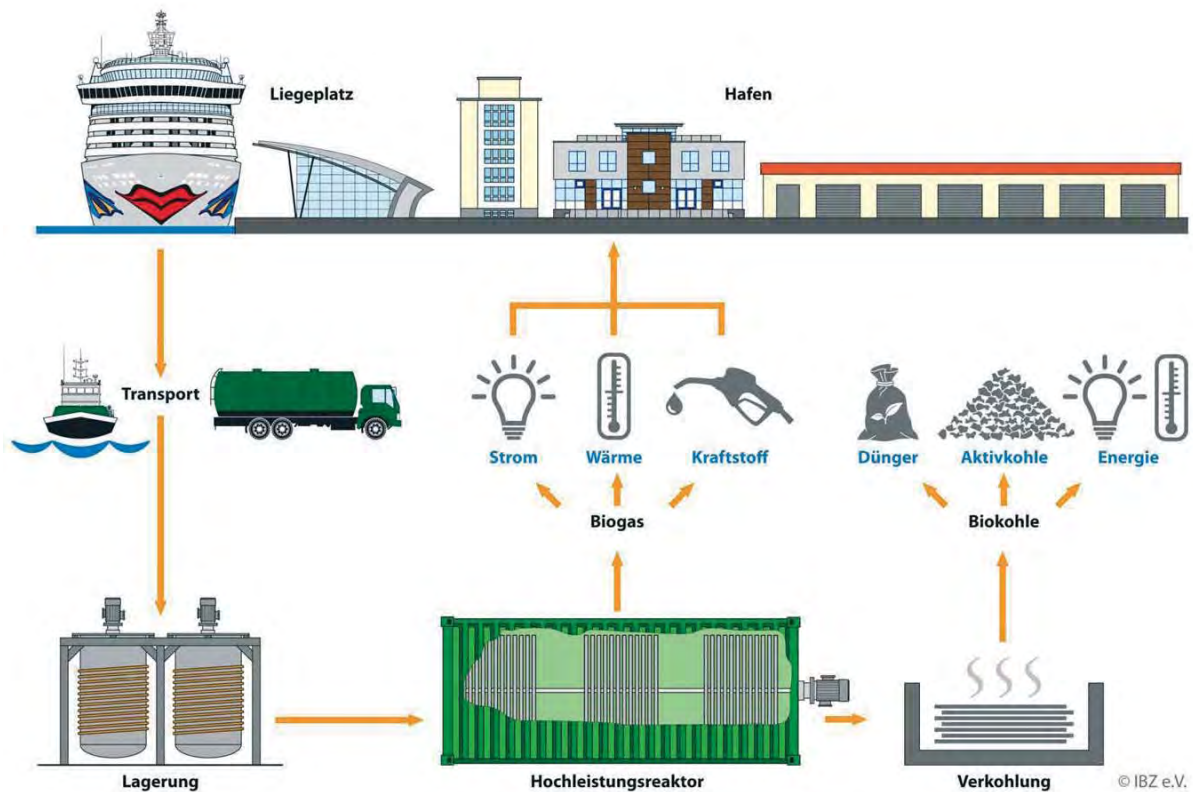 Liegeplatz
Hafen
Transport
Strom
Wärme
Kraftstoff
Dünger
Aktivkohle
Energie
Biogas
Biokohle
Lagerung
Hochleistungsreaktor
Verkohlung
© IBZ e.V.